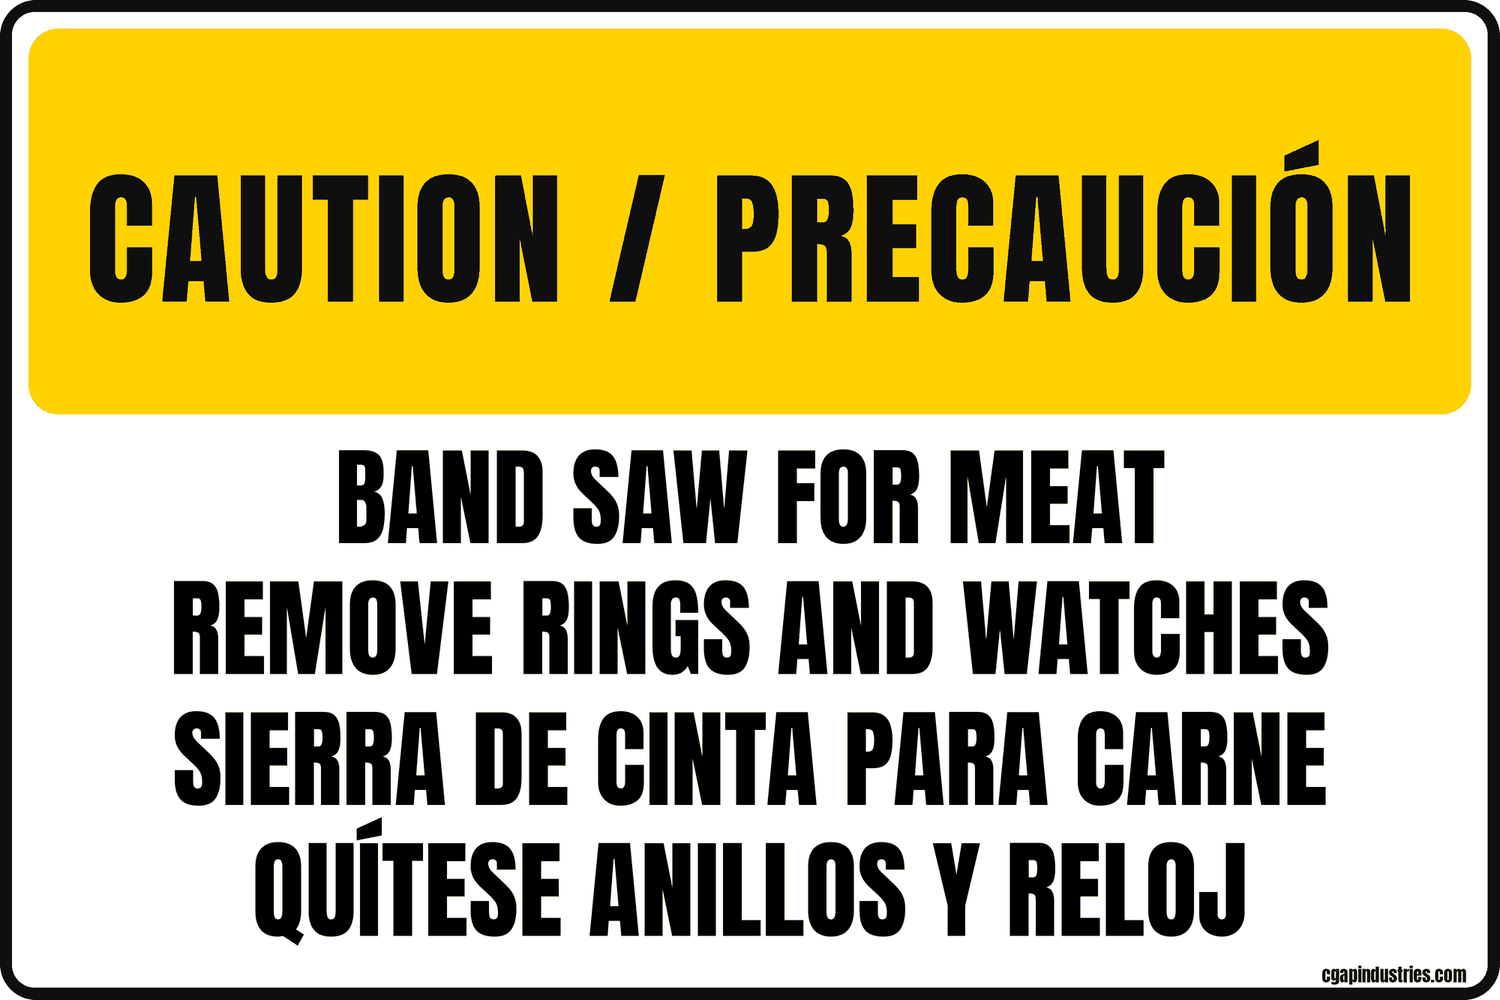 CAUTION / PRECAUCIÓN
BAND SAW FOR MEAT
REMOVE RINGS AND WATCHES
SIERRA DE CINTA PARA CARNE
QUÍTESE ANILLOS Y RELOJ
cgapindustries.com